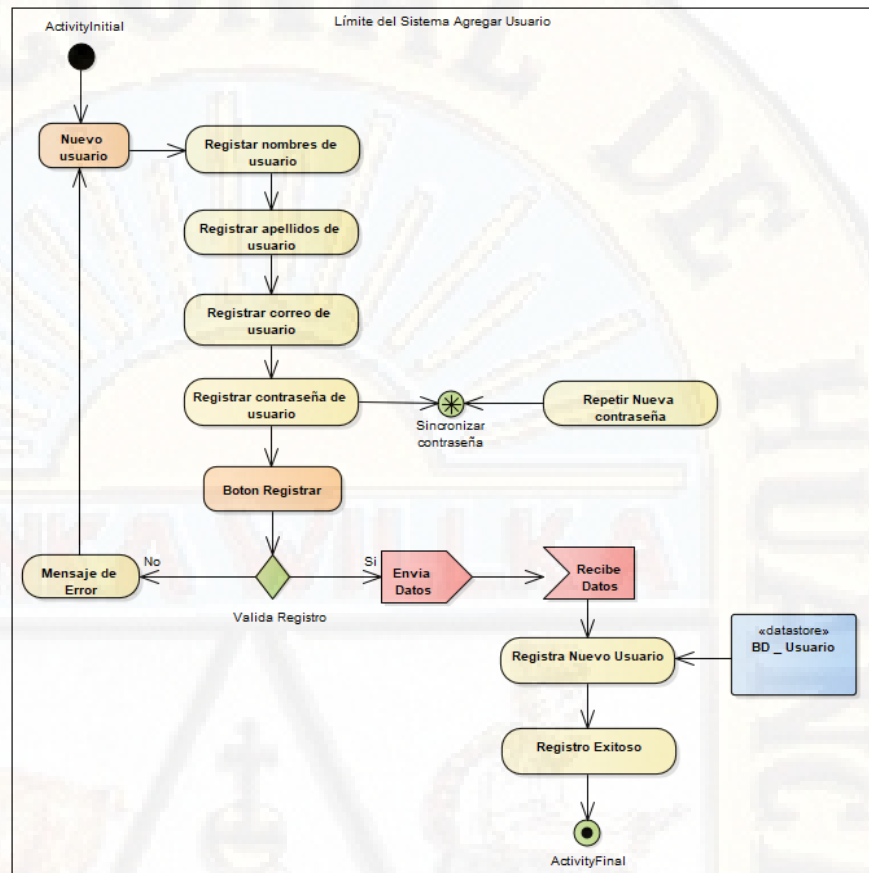 Límite del Sistema Agregar Usuario
ActivityInitial
Nuevo
usuario
Registar nombres de
usuario
Registrar apellidos de
usuario
Registrar correo de
usuario
Registrar contraseña de
usuario
Sincronizar
contraseña
Repetir Nueva
contraseña
Boton Registrar
No
Si
Mensaje de
Error
Valida Registro
Envia
Datos
Recibe
Datos
Registra Nuevo Usuario
«datastore»
BD _ Usuario
Registro Exitoso
ActivityFinal